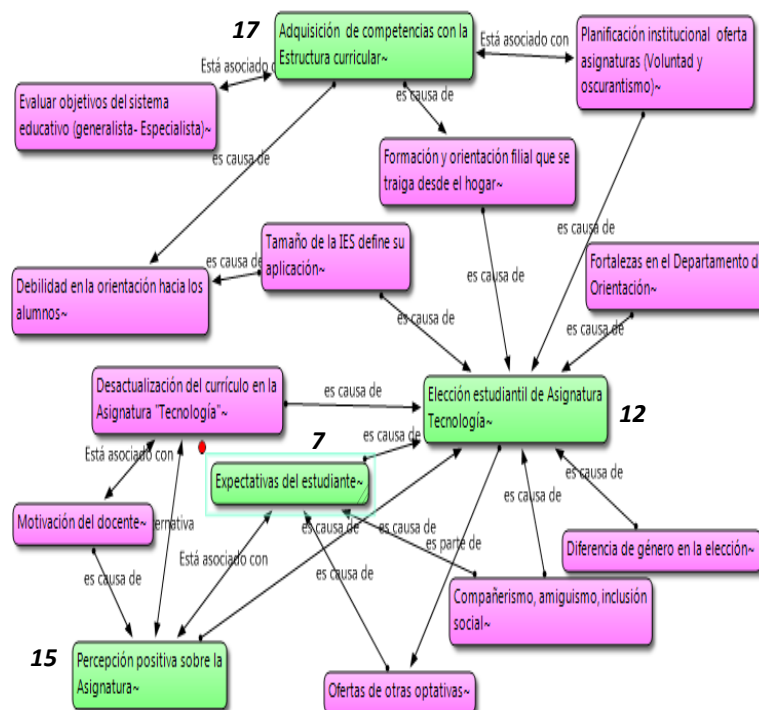 17
Adquisición de competencias con la
Estructura curricular~
Está asociado con
Planificación institucional oferta
asignaturas (Voluntad y
oscurantismo)~
Está asociado c
Evaluar objetivos del sistema
educativo (generalista- Especialista)~
es causa de
es causa de
Formación y orientación filial que se
traiga desde el hogar~
es causa de
Tamaño de la IES define su
aplicación~
es causa de
Debilidad en la orientación hacia los
alumnos~
es causa de
Fortalezas en el Departamento d
Orientación~
es causa de
es causa de
Desactualización del currículo en la
Asignatura "Tecnología"~
es causa de
Elección estudiantil de Asignatura
Tecnología~
12
7
es causa de
Está asociado con
Expectativas del estudiante~
es causa de
es causa de
Motivación del docente~
ernativa
es causa de
es causa de
es parte de
Diferencia de género en la elección~
es causa de
Está asociado con
es causa de
Compañerismo, amiguismo, inclusión
social~
15
Percepción positiva sobre la
Asignatura~
Ofertas de otras optativas~